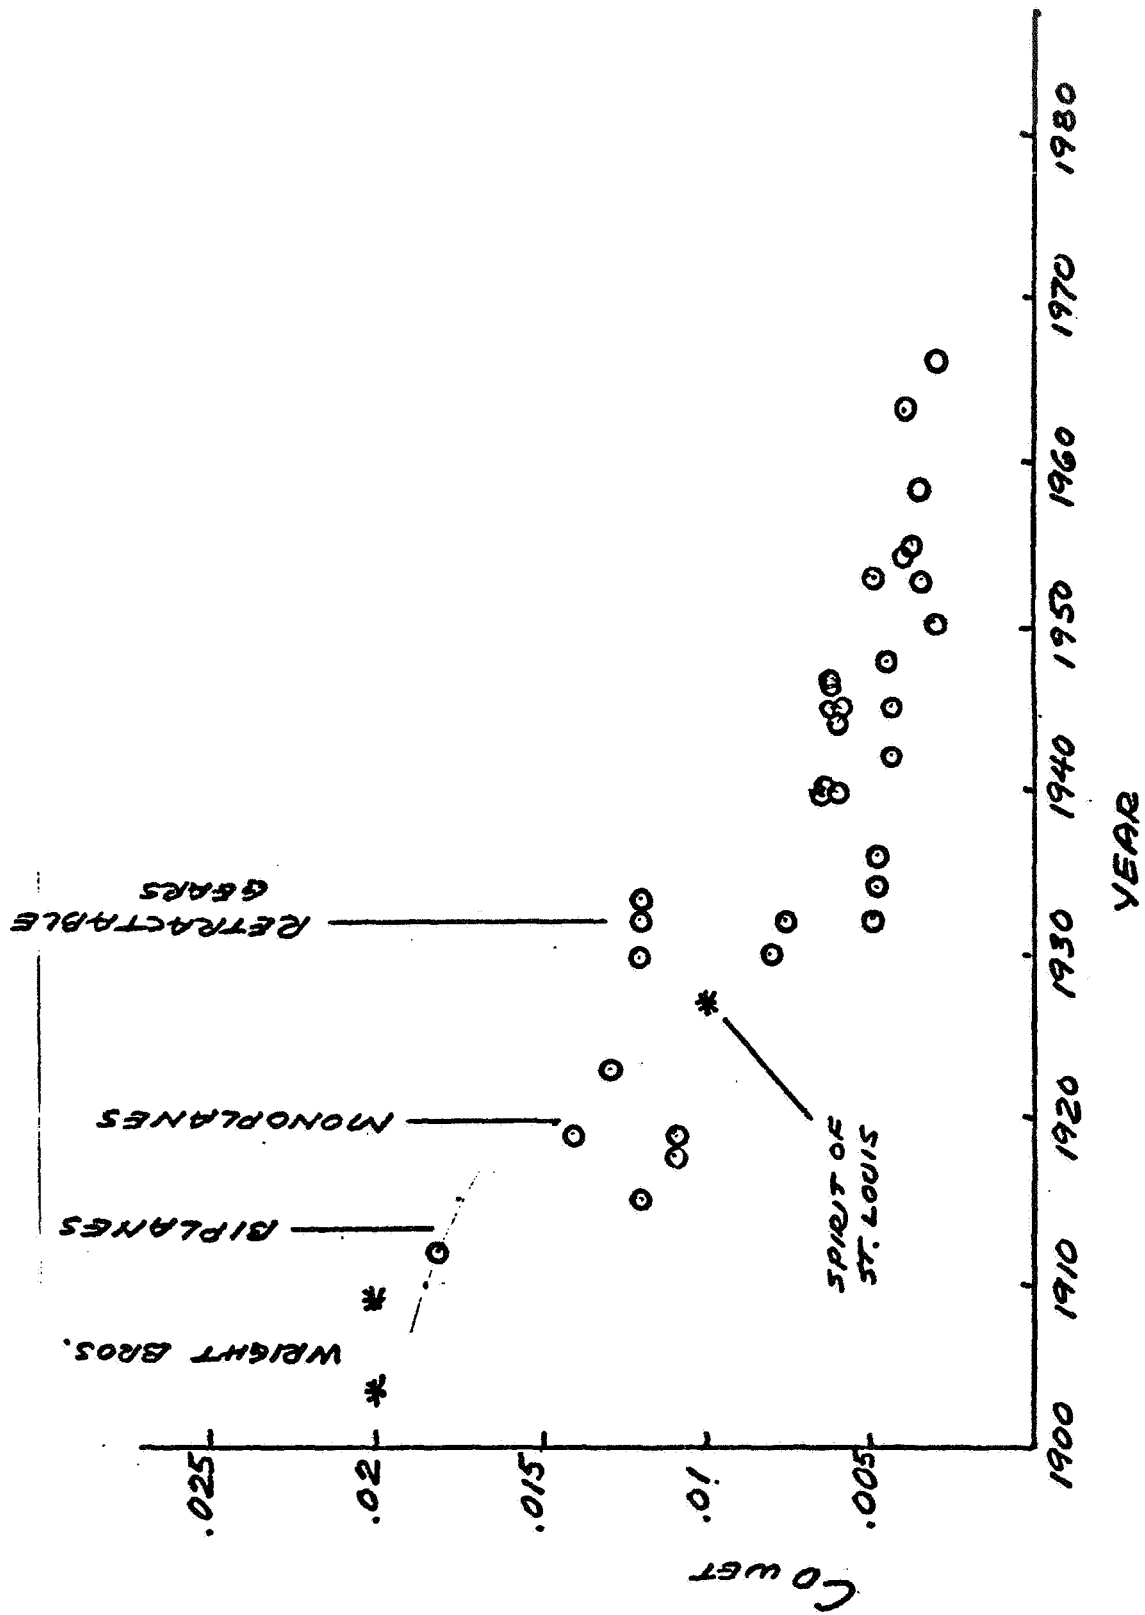 WRIGHT BROS.
BIPLANES
MONOPLANES
RETRACTABLE
GEARS
SPIRIT OF
ST. LOUIS
CD WET
.025
.02
.015
.01
.005
1900
1910
1920
1930
1940
1950
1960
1970
1980
YEAR